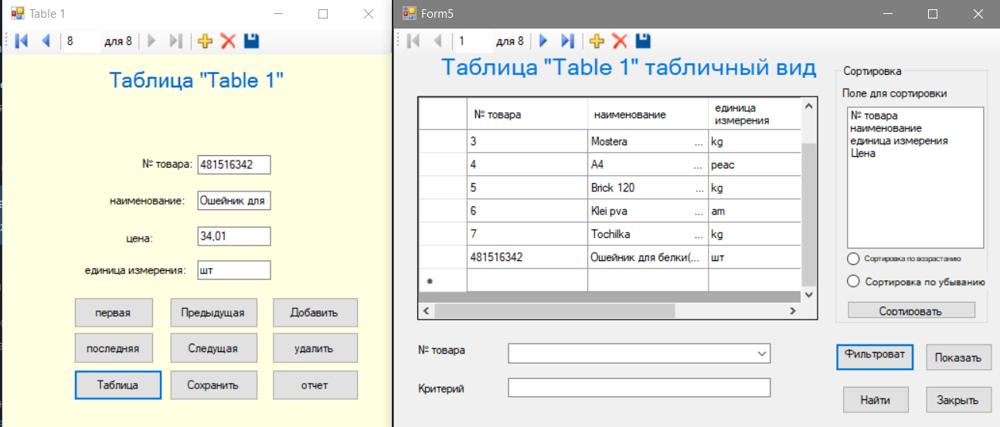 Table 1
8 для 8
Таблица "Table 1"
№ товара: 481516342
наименование: Ошейник для
цена: 34,01
единица измерения: шт
первая Предыдущая Добавить
последняя Следущая удалить
Таблица Сохранить отчет
Form5
1 для 8
Таблица "Table 1" табличный вид
№ товара наименование единица
измерения
3 Mostera ... kg
4 A4 ... peac
5 Brick 120 ... kg
6 Klei pva ... am
7 Tochilka ... kg
481516342 Ошейник для белки(... шт
Сортировка
Поле для сортировки
№ товара
наименование
единица измерения
Цена
Сортировка по возрастанию
Сортировка по убыванию
Сортировать
№ товара
Критерий
Фильтроват Показать
Найти Закрыть